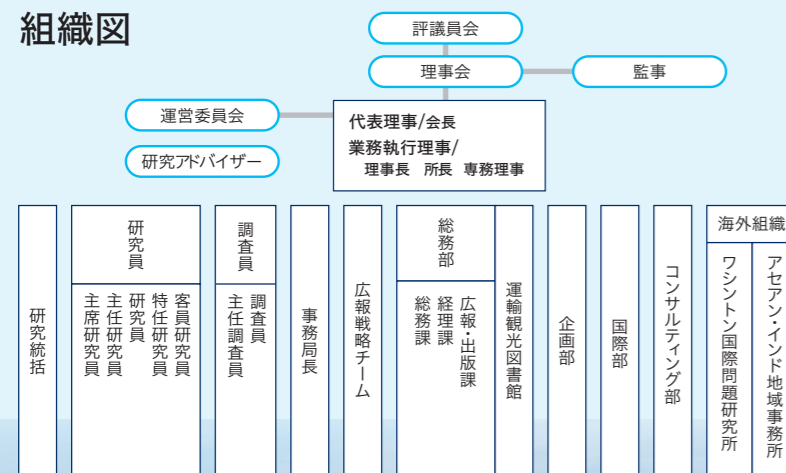 組織図
評議員会
理事会
監事
運営委員会
研究アドバイザー
代表理事/会長
業務執行理事/
理事長 所長 専務理事
研究統括
研究員
主席研究員
主任研究員
研究員
特任研究員
客員研究員
調査員
主任調査員
調査員
事務局長
広報戦略チーム
総務部
総務課
経理課
広報・出版課
運輸観光図書館
企画部
国際部
コンサルティング部
海外組織
ワシントン国際問題研究所
アセアン・インド地域事務所